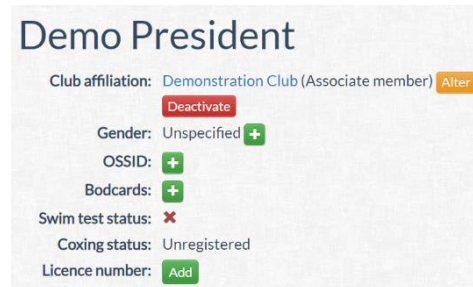 Demo President
Club affiliation: Demonstration Club (Associate member) Alter
Deactivate
Gender: Unspecified +
OSSID: +
Bodcards: +
Swim test status: ✖
Coxing status: Unregistered
Licence number: Add